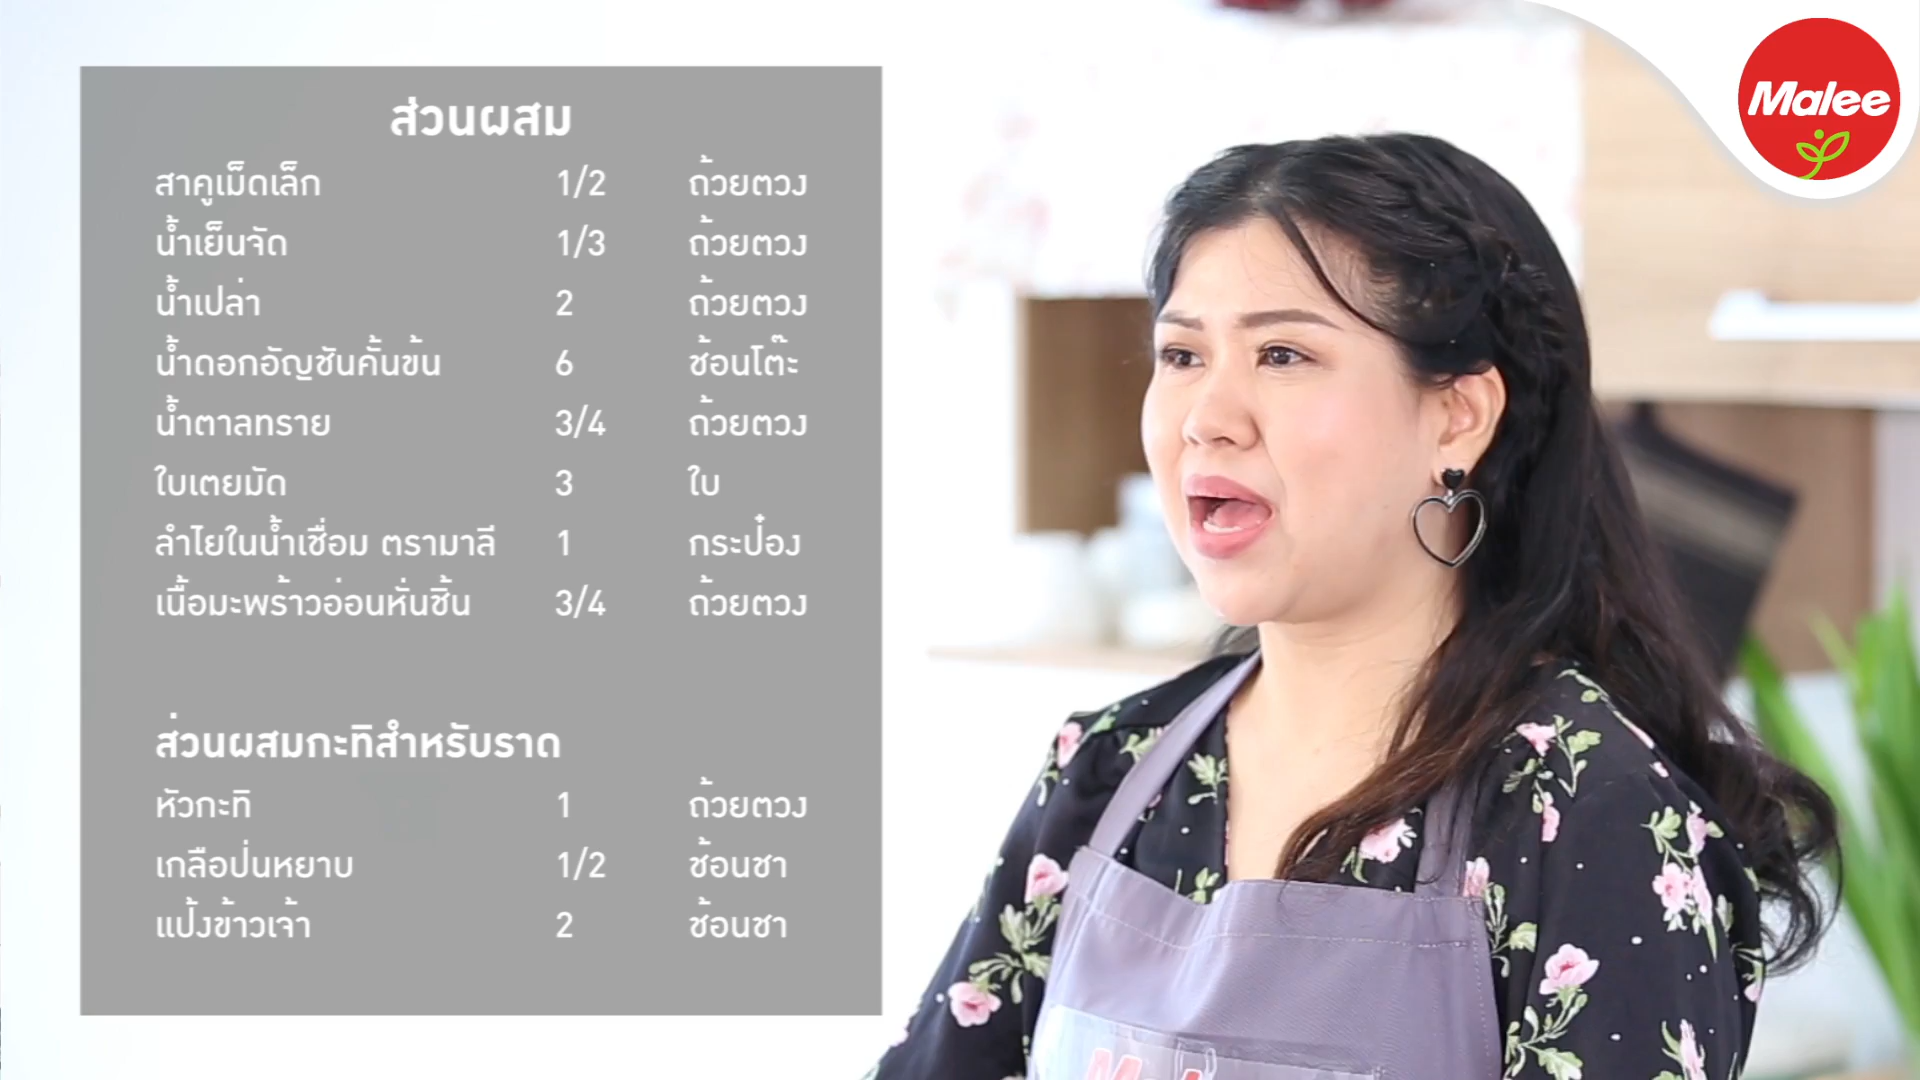 ส่วนผสม
สาคูเม็ดเล็ก 1/2 ถ้วยตวง
น้ำเย็นจัด 1/3 ถ้วยตวง
น้ำเปล่า 2 ถ้วยตวง
น้ำดอกอัญชันคั้นข้น 6 ช้อนโต๊ะ
น้ำตาลทราย 3/4 ถ้วยตวง
ใบเตยมัด 3 ใบ
ลำไยในน้ำเชื่อม ตรามาลี 1 กระป๋อง
เนื้อมะพร้าวอ่อนหั่นชิ้น 3/4 ถ้วยตวง
ส่วนผสมกะทิสำหรับราด
หัวกะทิ 1 ถ้วยตวง
เกลือป่นหยาบ 1/2 ช้อนชา
แป้งข้าวเจ้า 2 ช้อนชา
Malee